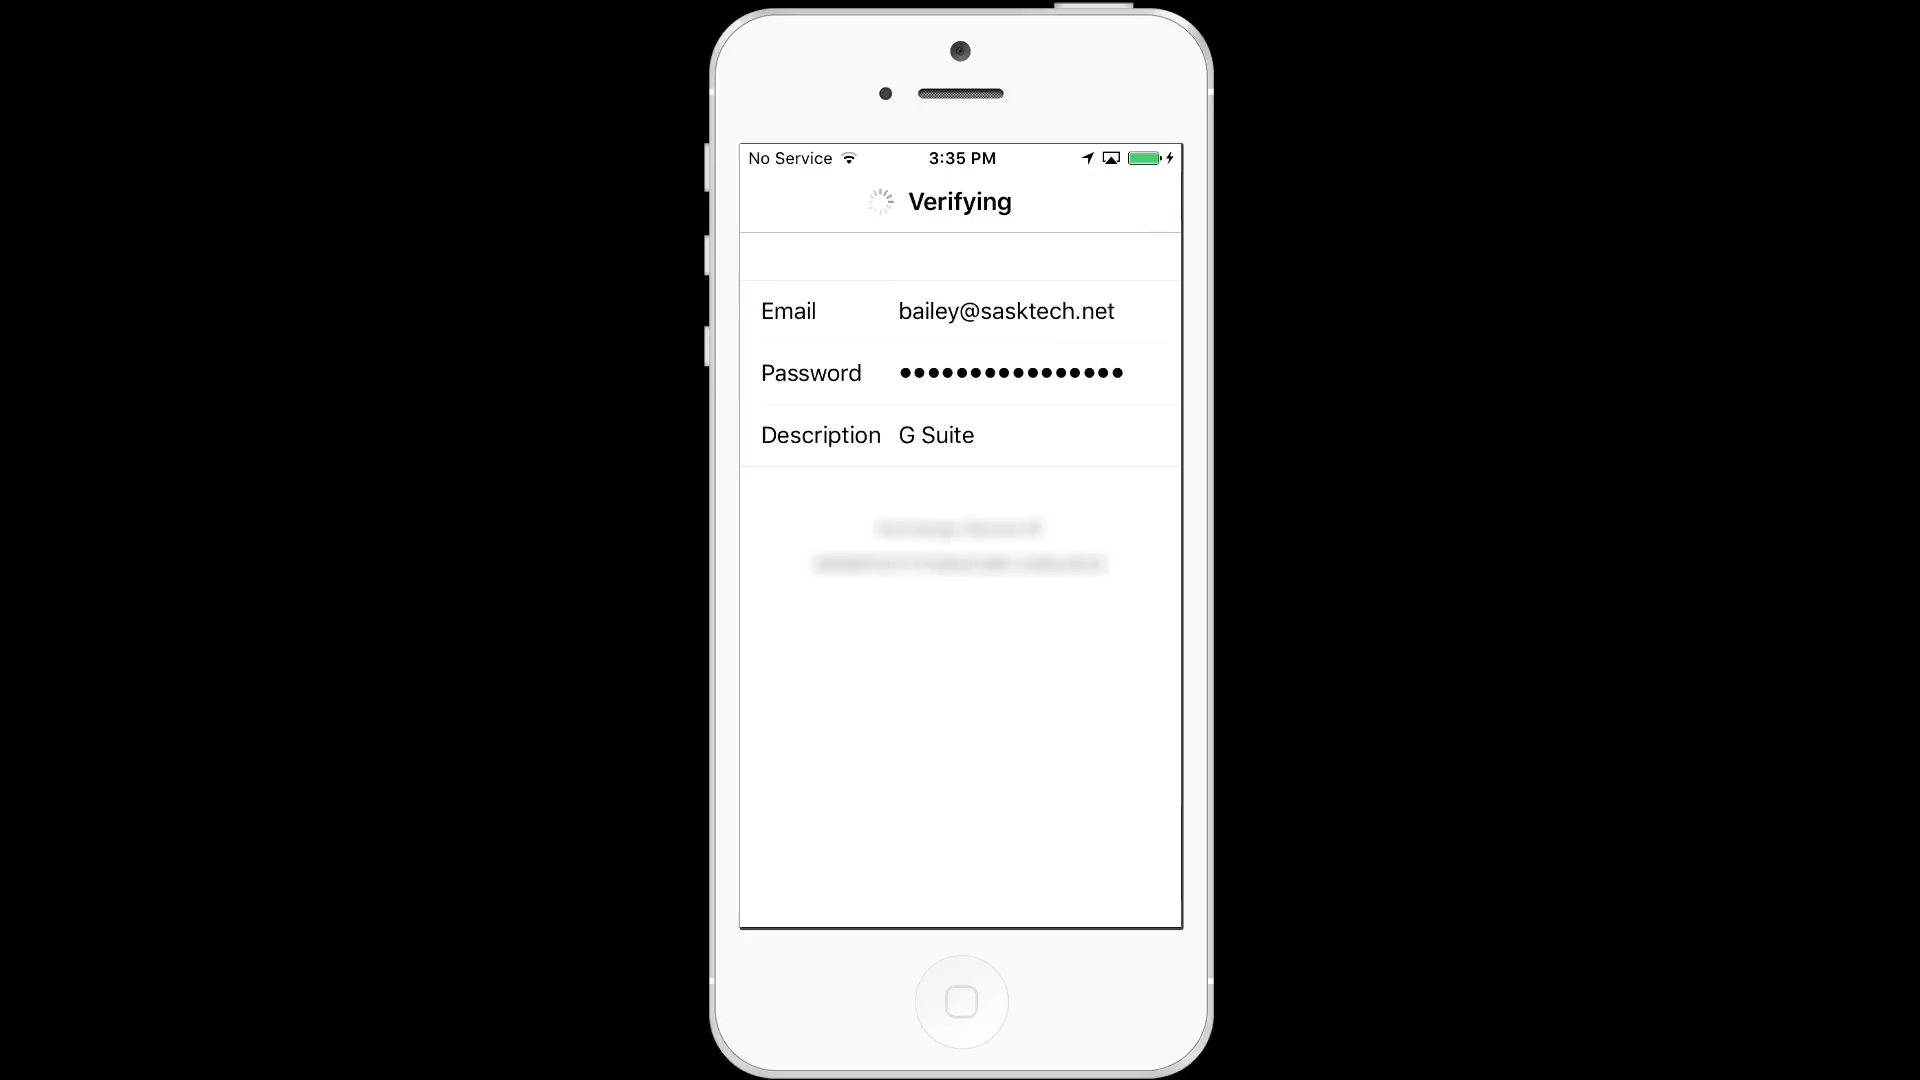 No Service 3:35 PM
Verifying
Email bailey@sasktech.net
Password ●●●●●●●●●●●●●●●●
Description G Suite